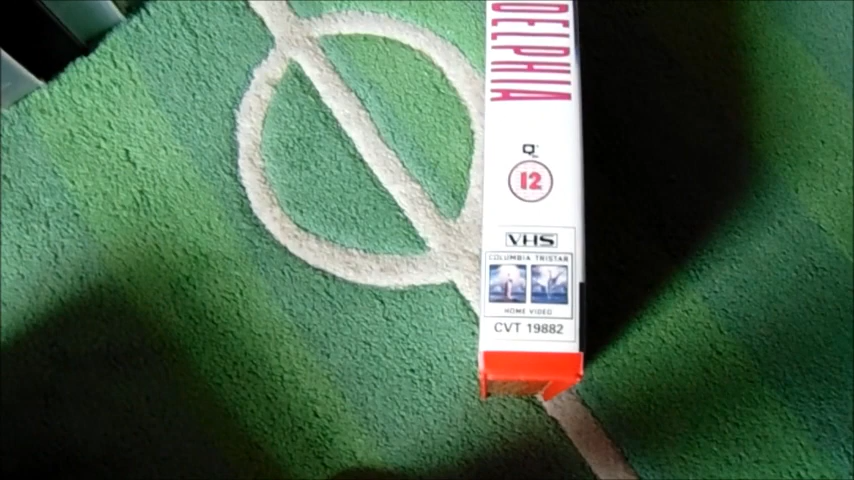 DELPHIA
Q
12
VHS
COLUMBIA TRISTAR
HOME VIDEO
CVT 19882